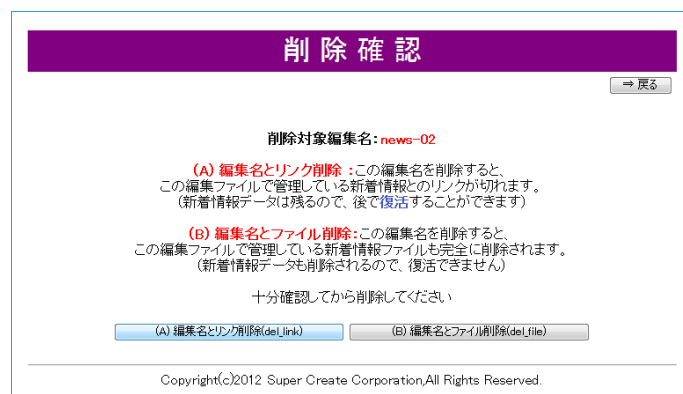 削除確認
⇒ 戻る
削除対象編集名：news-02
(A) 編集名とリンク削除 ：この編集名を削除すると、
この編集ファイルで管理している新着情報とのリンクが切れます。
(新着情報データは残るので、後で復活することができます)
(B) 編集名とファイル削除：この編集名を削除すると、
この編集ファイルで管理している新着情報ファイルも完全に削除されます。
(新着情報データも削除されるので、復活できません)
十分確認してから削除してください
(A) 編集名とリンク削除(del_link)
(B) 編集名とファイル削除(del_file)
Copyright(c)2012 Super Create Corporation,All Rights Reserved.